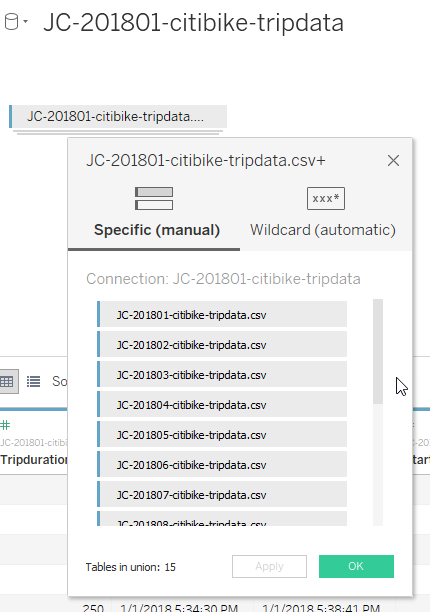 JC-201801-citibike-tripdata
JC-201801-citibike-tripdata....
JC-201801-citibike-tripdata.csv+
xxx*
Specific (manual)
Wildcard (automatic)
Connection: JC-201801-citibike-tripdata
JC-201801-citibike-tripdata.csv
JC-201802-citibike-tripdata.csv
JC-201803-citibike-tripdata.csv
JC-201804-citibike-tripdata.csv
JC-201805-citibike-tripdata.csv
JC-201806-citibike-tripdata.csv
JC-201807-citibike-tripdata.csv
JC-201808-citibike-tripdata.csv
So
#
JC-201801-citib
Tripduration
Tables in union: 15
Apply
OK
250 1/1/2018 5:34:30 PM 1/1/2018 5:38:41 PM